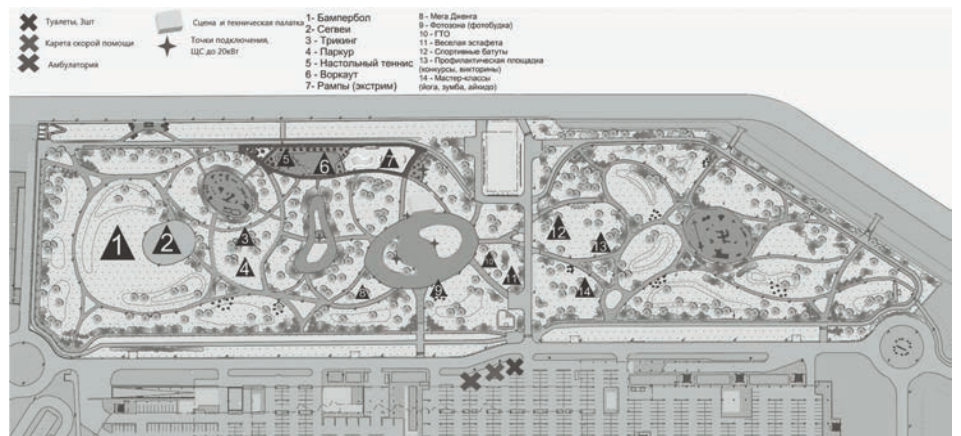 Туалеты, 3шт
Карета скорой помощи
Амбулатория
Сцена и техническая палатка
Точки подключения,
ЩС до 20кВт
1- Бампербол
2 - Сегвеи
3 - Трикинг
4 - Паркур
5 - Настольный теннис
6 - Воркаут
7- Рампы (экстрим)
8 - Мега Дженга
9 - Фотозона (фотобудка)
10 - ГТО
11 - Веселая эстафета
12 - Спортивные батуты
13 - Профилактическая площадка
(конкурсы, викторины)
14 - Мастер-классы
(йога, зумба, айкидо)
5
6
7
1
2
3
4
12
13
10
11
8
9
14